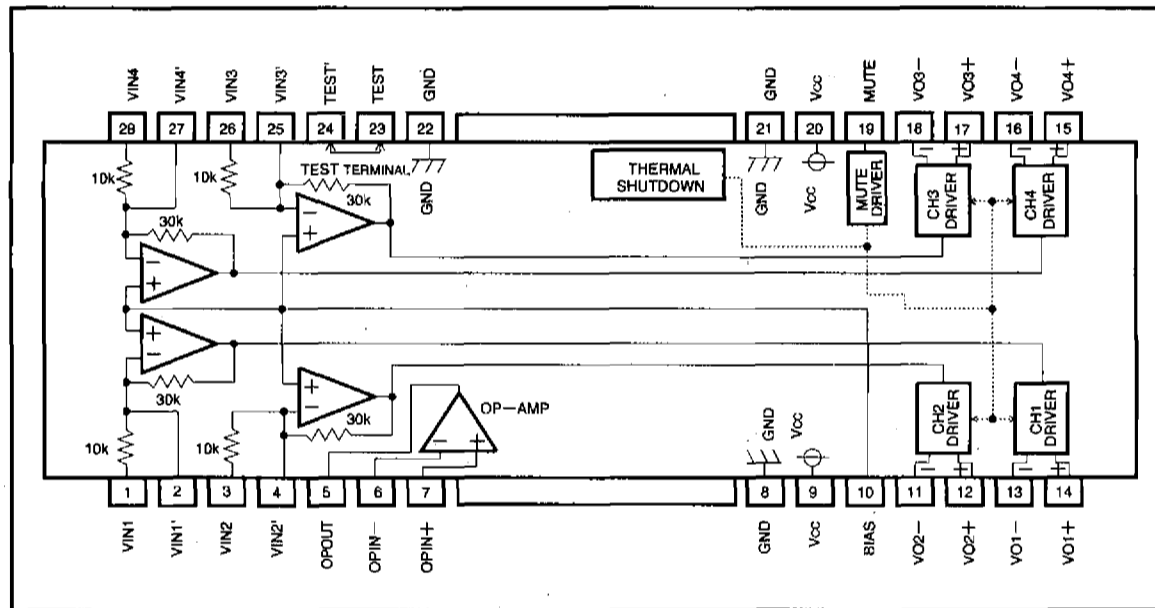 VIN4 VIN4' VIN3 VIN3' TEST' TEST GND GND Vcc MUTE VO3− VO3+ VO4− VO4+
28 27 26 25 24 23 22 21 20 19 18 17 16 15
− + − +
TEST TERMINAL
GND
THERMAL
SHUTDOWN
GND
Vcc
MUTE
DRIVER
CH3
DRIVER
CH4
DRIVER
10k
10k
30k
30k
−
+
−
+
+
−
30k
+
−
30k
OP−AMP
− +
10k
10k
GND
Vcc
CH2
DRIVER
CH1
DRIVER
− + − +
1 2 3 4 5 6 7 8 9 10 11 12 13 14
VIN1 VIN1' VIN2 VIN2' OPOUT OPIN− OPIN+ GND Vcc BIAS VO2− VO2+ VO1− VO1+